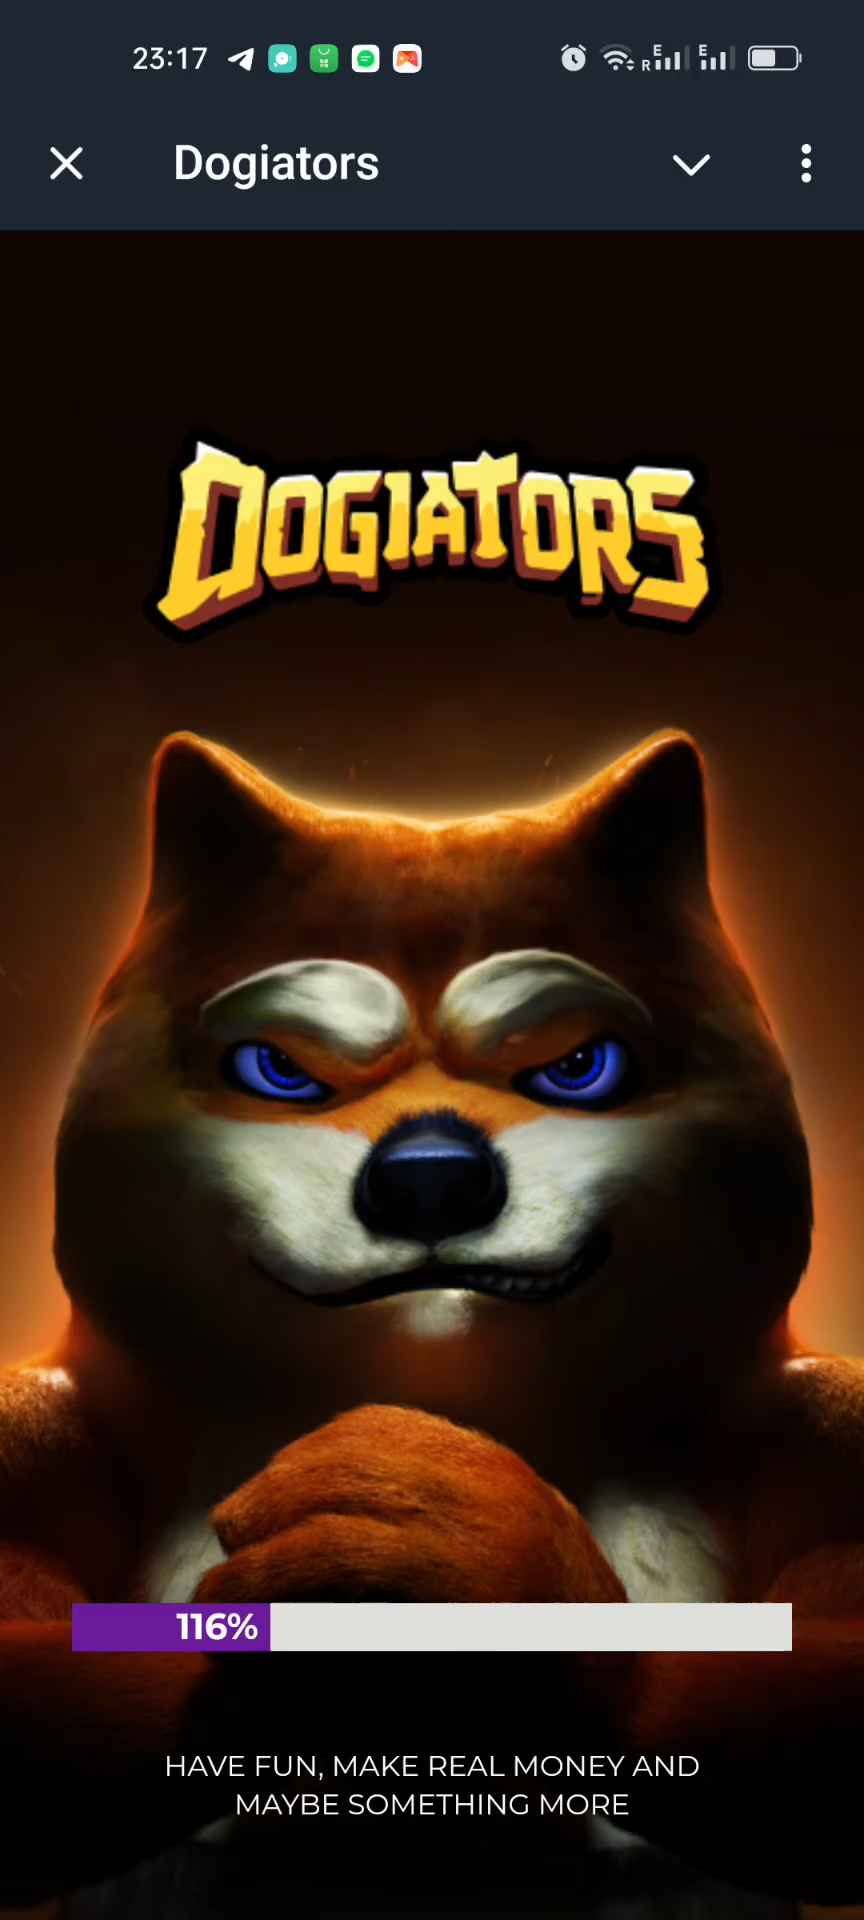 23:17
E
R
E
Dogiators
DOGIATORS
116%
HAVE FUN, MAKE REAL MONEY AND
MAYBE SOMETHING MORE